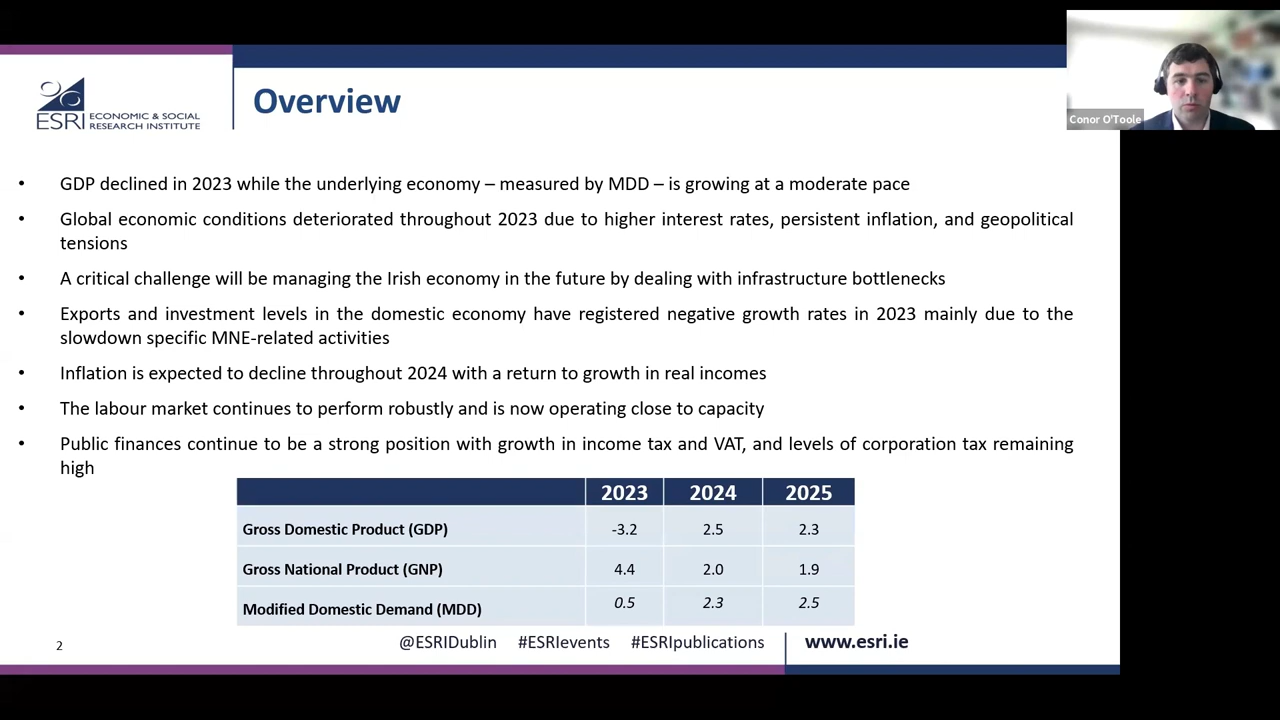 Overview
ESRI ECONOMIC & SOCIAL
RESEARCH INSTITUTE
Conor O'Toole
• GDP declined in 2023 while the underlying economy – measured by MDD – is growing at a moderate pace
• Global economic conditions deteriorated throughout 2023 due to higher interest rates, persistent inflation, and geopolitical
tensions
• A critical challenge will be managing the Irish economy in the future by dealing with infrastructure bottlenecks
• Exports and investment levels in the domestic economy have registered negative growth rates in 2023 mainly due to the
slowdown specific MNE-related activities
• Inflation is expected to decline throughout 2024 with a return to growth in real incomes
• The labour market continues to perform robustly and is now operating close to capacity
• Public finances continue to be a strong position with growth in income tax and VAT, and levels of corporation tax remaining
high
2023 2024 2025
Gross Domestic Product (GDP) -3.2 2.5 2.3
Gross National Product (GNP) 4.4 2.0 1.9
Modified Domestic Demand (MDD) 0.5 2.3 2.5
2 @ESRIDublin #ESRIevents #ESRIpublications www.esri.ie